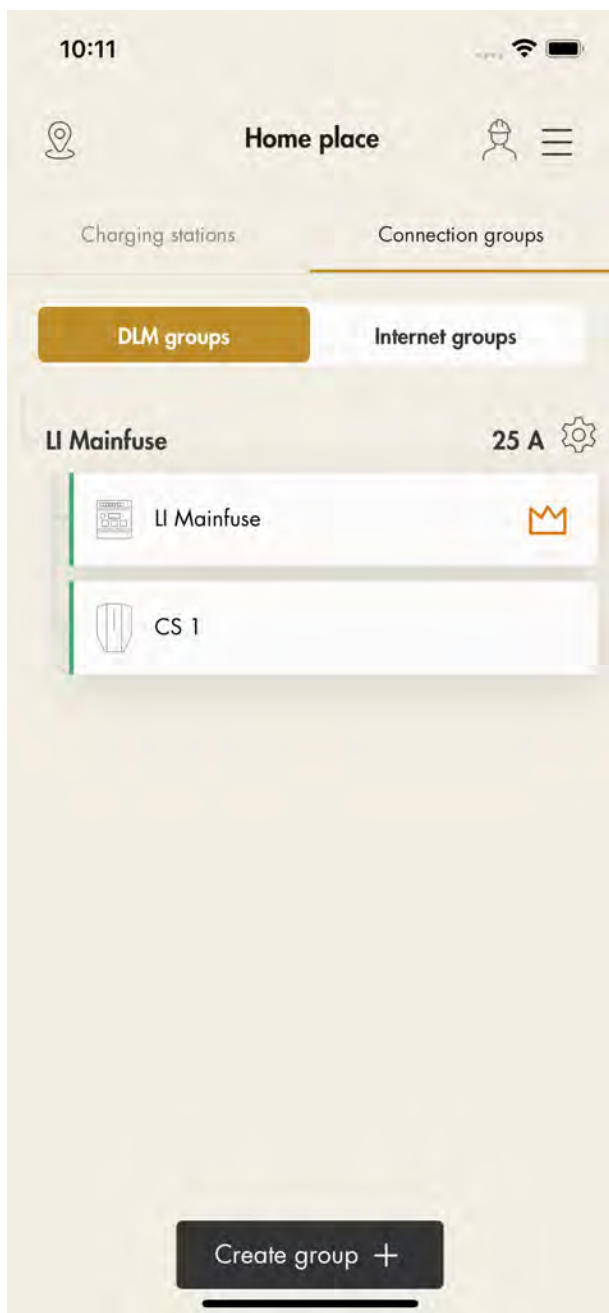 10:11
Home place
Charging stations Connection groups
DLM groups Internet groups
LI Mainfuse 25 A
LI Mainfuse
CS 1
Create group +